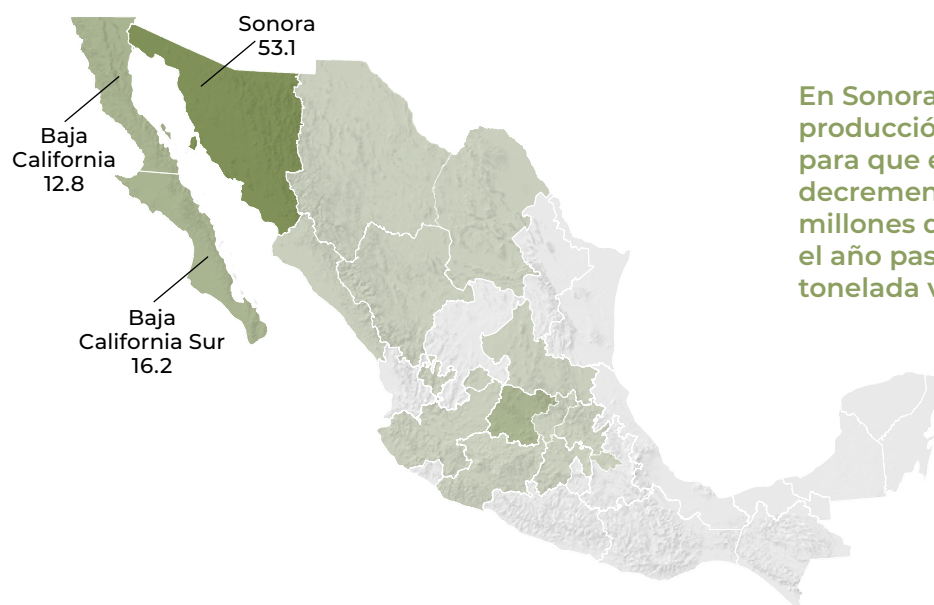 Sonora
53.1
Baja
California
12.8
Baja
California Sur
16.2
En Sonora
producció
para que e
decremen
millones
el año pas
tonelada v